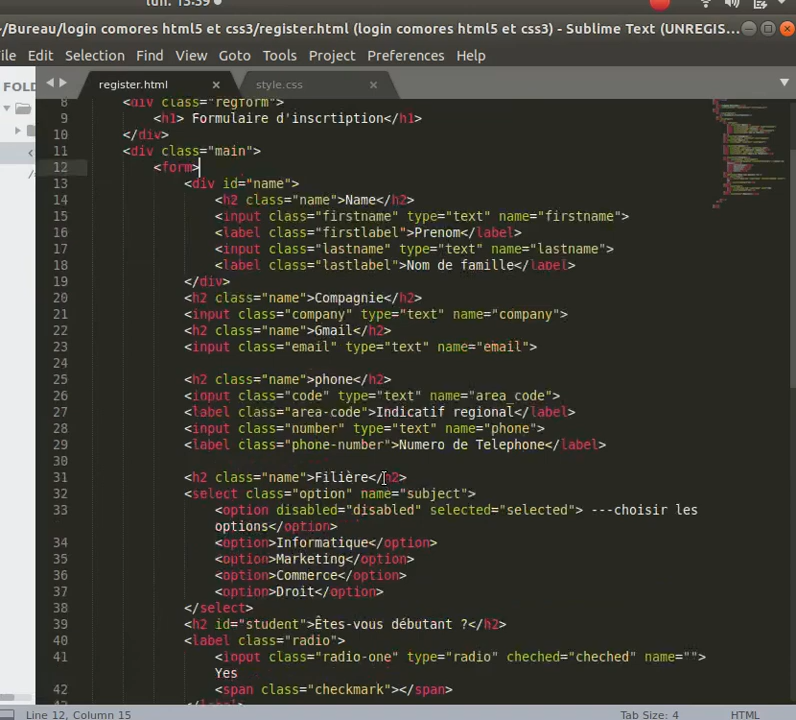 lun. 13:39
~/Bureau/login comores html5 et css3/register.html (login comores html5 et css3) - Sublime Text (UNREGIS...
ile Edit Selection Find View Goto Tools Project Preferences Help
FOLD
register.html
style.css
8 <div class="regform">
9 <h1> Formulaire d'inscrtiption</h1>
10 </div>
11 <div class="main">
12 <form>
13 <div id="name">
14 <h2 class="name">Name</h2>
15 <input class="firstname" type="text" name="firstname">
16 <label class="firstlabel">Prenom</label>
17 <input class="lastname" type="text" name="lastname">
18 <label class="lastlabel">Nom de famille</label>
19 </div>
20 <h2 class="name">Compagnie</h2>
21 <input class="company" type="text" name="company">
22 <h2 class="name">Gmail</h2>
23 <input class="email" type="text" name="email">
24
25 <h2 class="name">phone</h2>
26 <input class="code" type="text" name="area_code">
27 <label class="area-code">Indicatif regional</label>
28 <input class="number" type="text" name="phone">
29 <label class="phone-number">Numero de Telephone</label>
30
31 <h2 class="name">Filière</h2>
32 <select class="option" name="subject">
33 <option disabled="disabled" selected="selected"> ---choisir les
options</option>
34 <option>Informatique</option>
35 <option>Marketing</option>
36 <option>Commerce</option>
37 <option>Droit</option>
38 </select>
39 <h2 id="student">Êtes-vous débutant ?</h2>
40 <label class="radio">
41 <input class="radio-one" type="radio" cheched="cheched" name="">
Yes
42 <span class="checkmark"></span>
Line 12, Column 15
Tab Size: 4
HTML